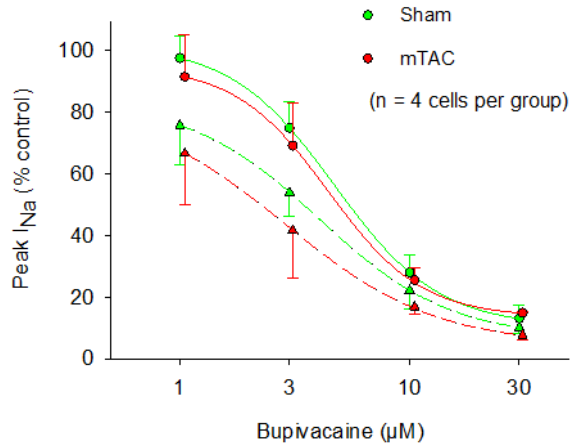 Sham
mTAC
(n = 4 cells per group)
100
80
60
40
20
0
Peak INa (% control)
1 3 10 30
Bupivacaine (µM)